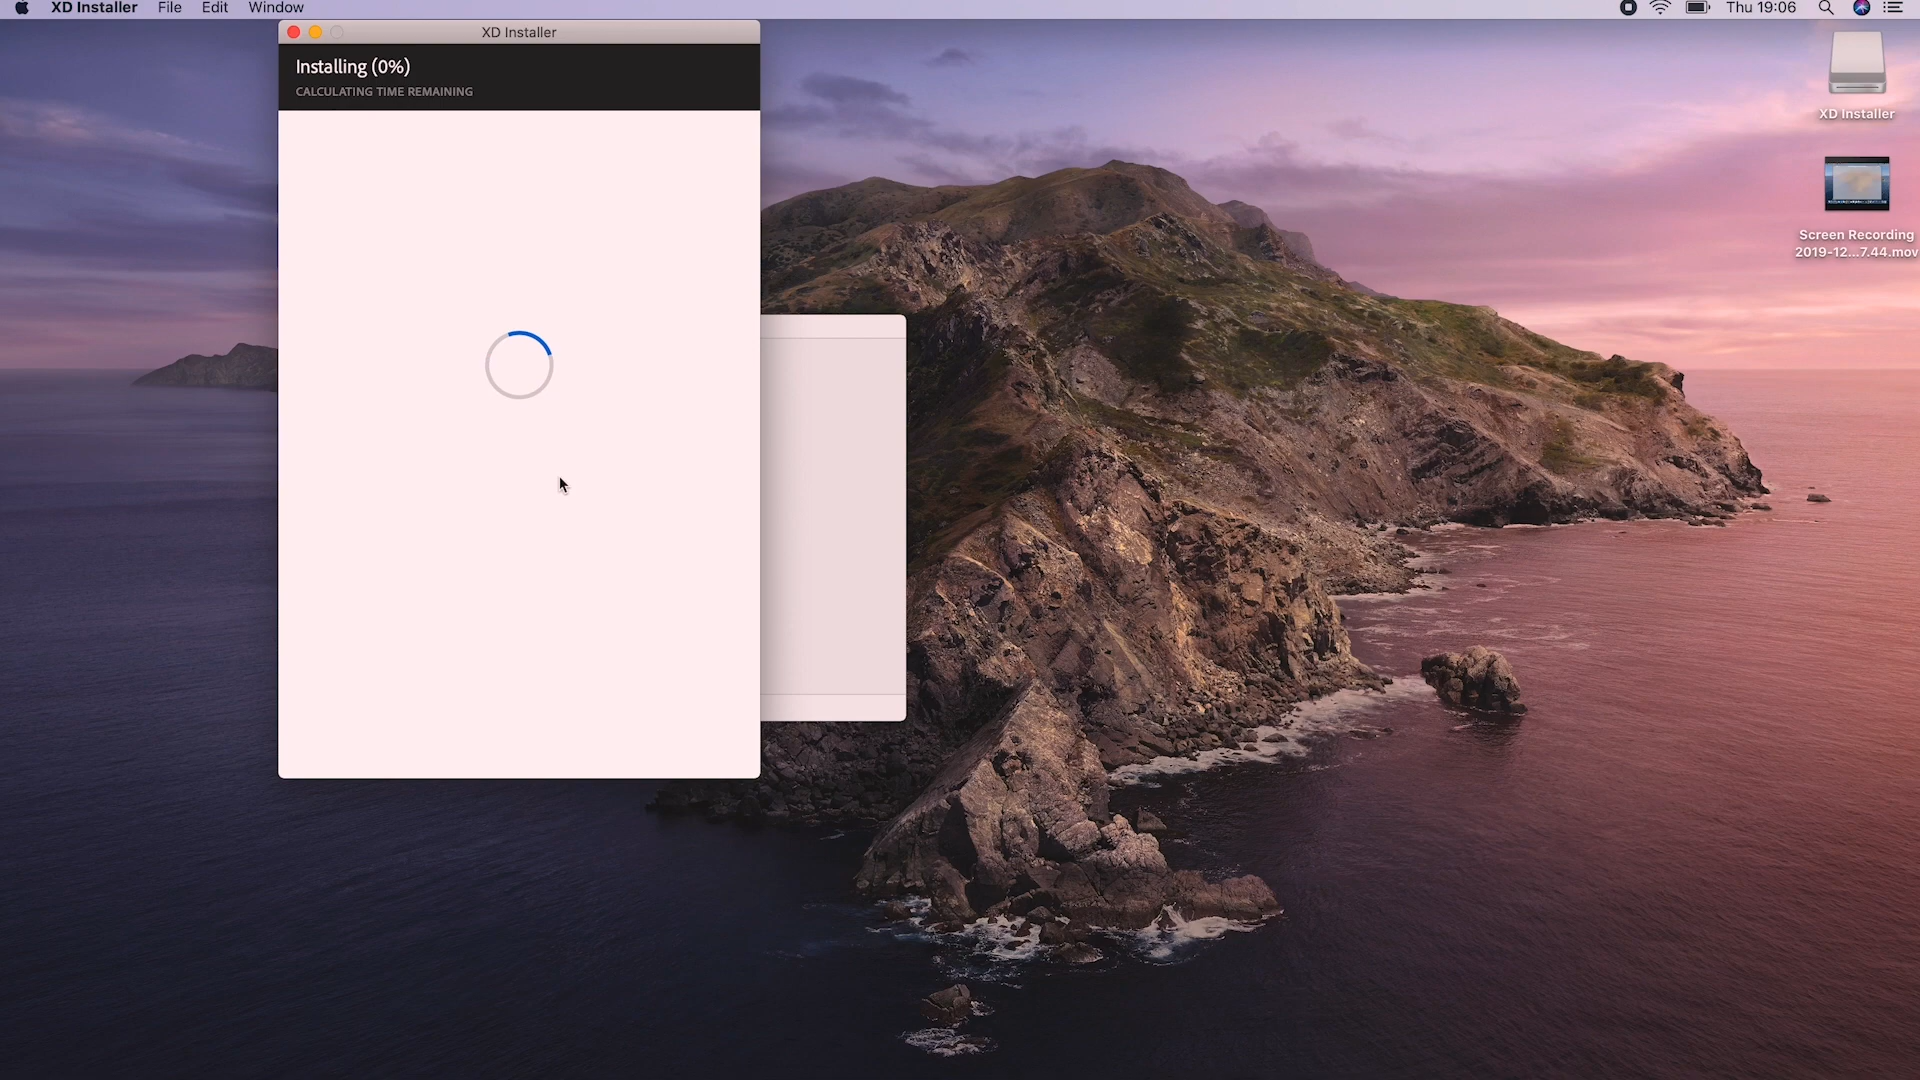 XD Installer File Edit Window Thu 19:06
XD Installer
Installing (0%)
CALCULATING TIME REMAINING
XD Installer
Screen Recording
2019-12...7.44.mov